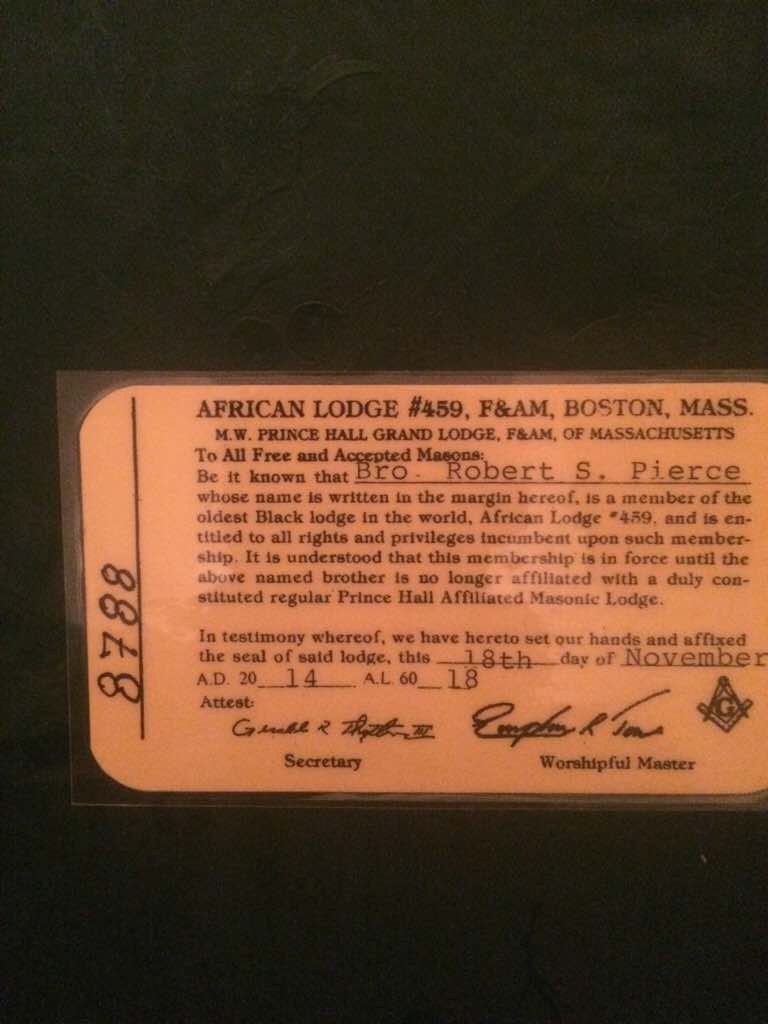 AFRICAN LODGE #459, F&AM, BOSTON, MASS.
M.W. PRINCE HALL GRAND LODGE, F&AM, OF MASSACHUSETTS
To All Free and Accepted Masons:
Be it known that Bro. Robert S. Pierce
whose name is written in the margin hereof, is a member of the
oldest Black lodge in the world, African Lodge #459, and is en-
titled to all rights and privileges incumbent upon such member-
ship. It is understood that this membership is in force until the
above named brother is no longer affiliated with a duly con-
stituted regular Prince Hall Affiliated Masonic Lodge.
In testimony whereof, we have hereto set our hands and affixed
the seal of said lodge, this 18th day of November
A.D. 20 14 A.L. 60 18
Attest:
III
Secretary
Worshipful Master
G
8788